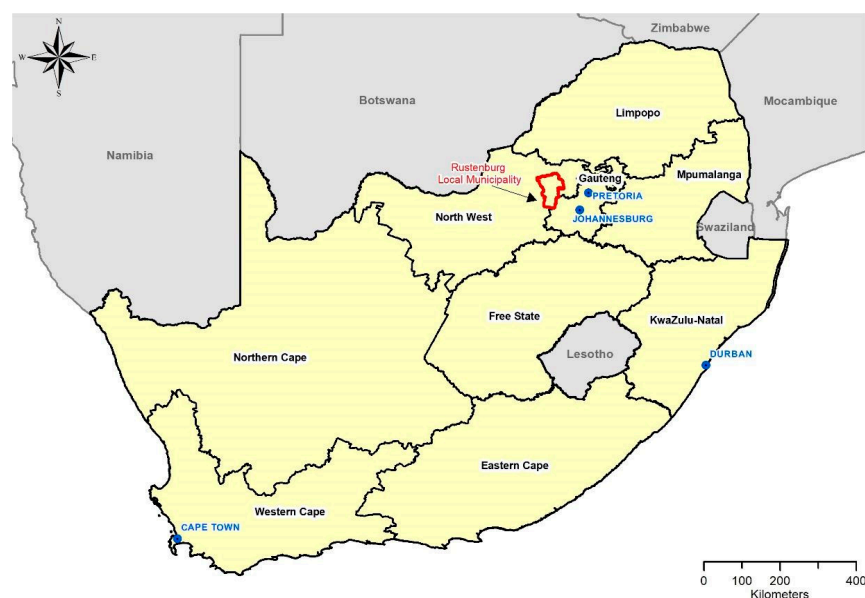 N
W
E
S
Zimbabwe
Botswana
Mocambique
Namibia
Limpopo
Rustenburg
Local Municipality
Gauteng
Mpumalanga
PRETORIA
JOHANNESBURG
North West
Swaziland
Free State
KwaZulu-Natal
Lesotho
DURBAN
Northern Cape
Eastern Cape
Western Cape
CAPE TOWN
0 100 200 400
Kilometers